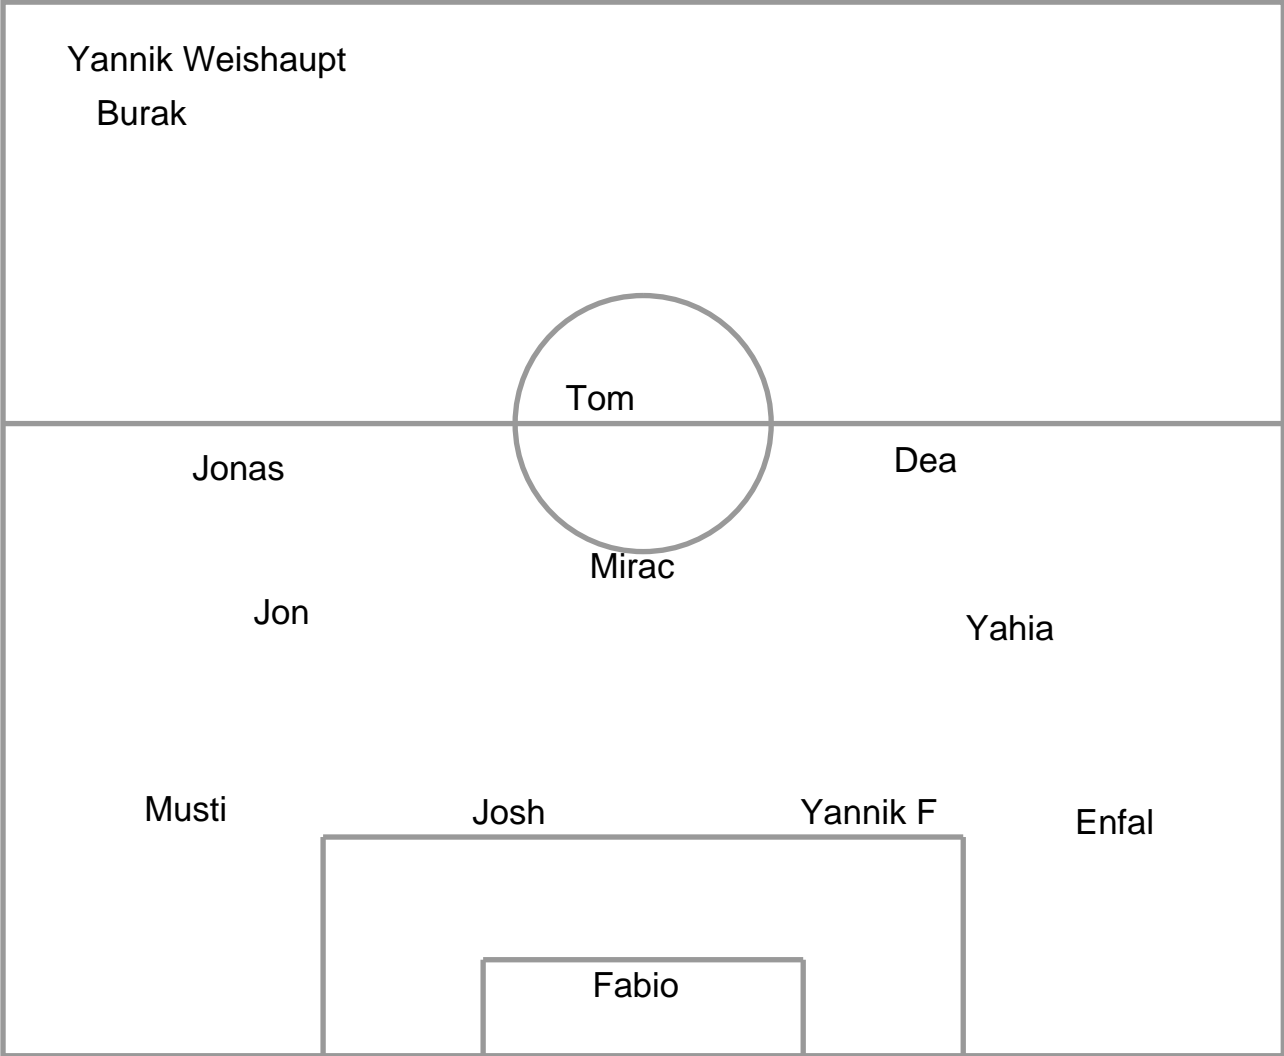 Yannik Weishaupt
Burak
Tom
Jonas
Dea
Mirac
Jon
Yahia
Musti
Josh
Yannik F
Enfal
Fabio